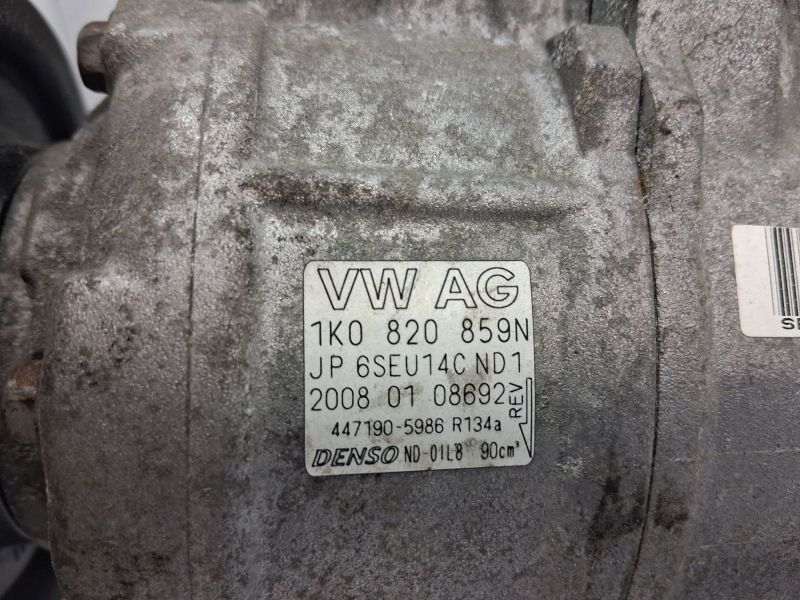 VW AG
1K0 820 859N
JP 6SEU14C ND1
2008 01 08692
REV
447190-5986 R134a
DENSO ND-OIL8 90cm³